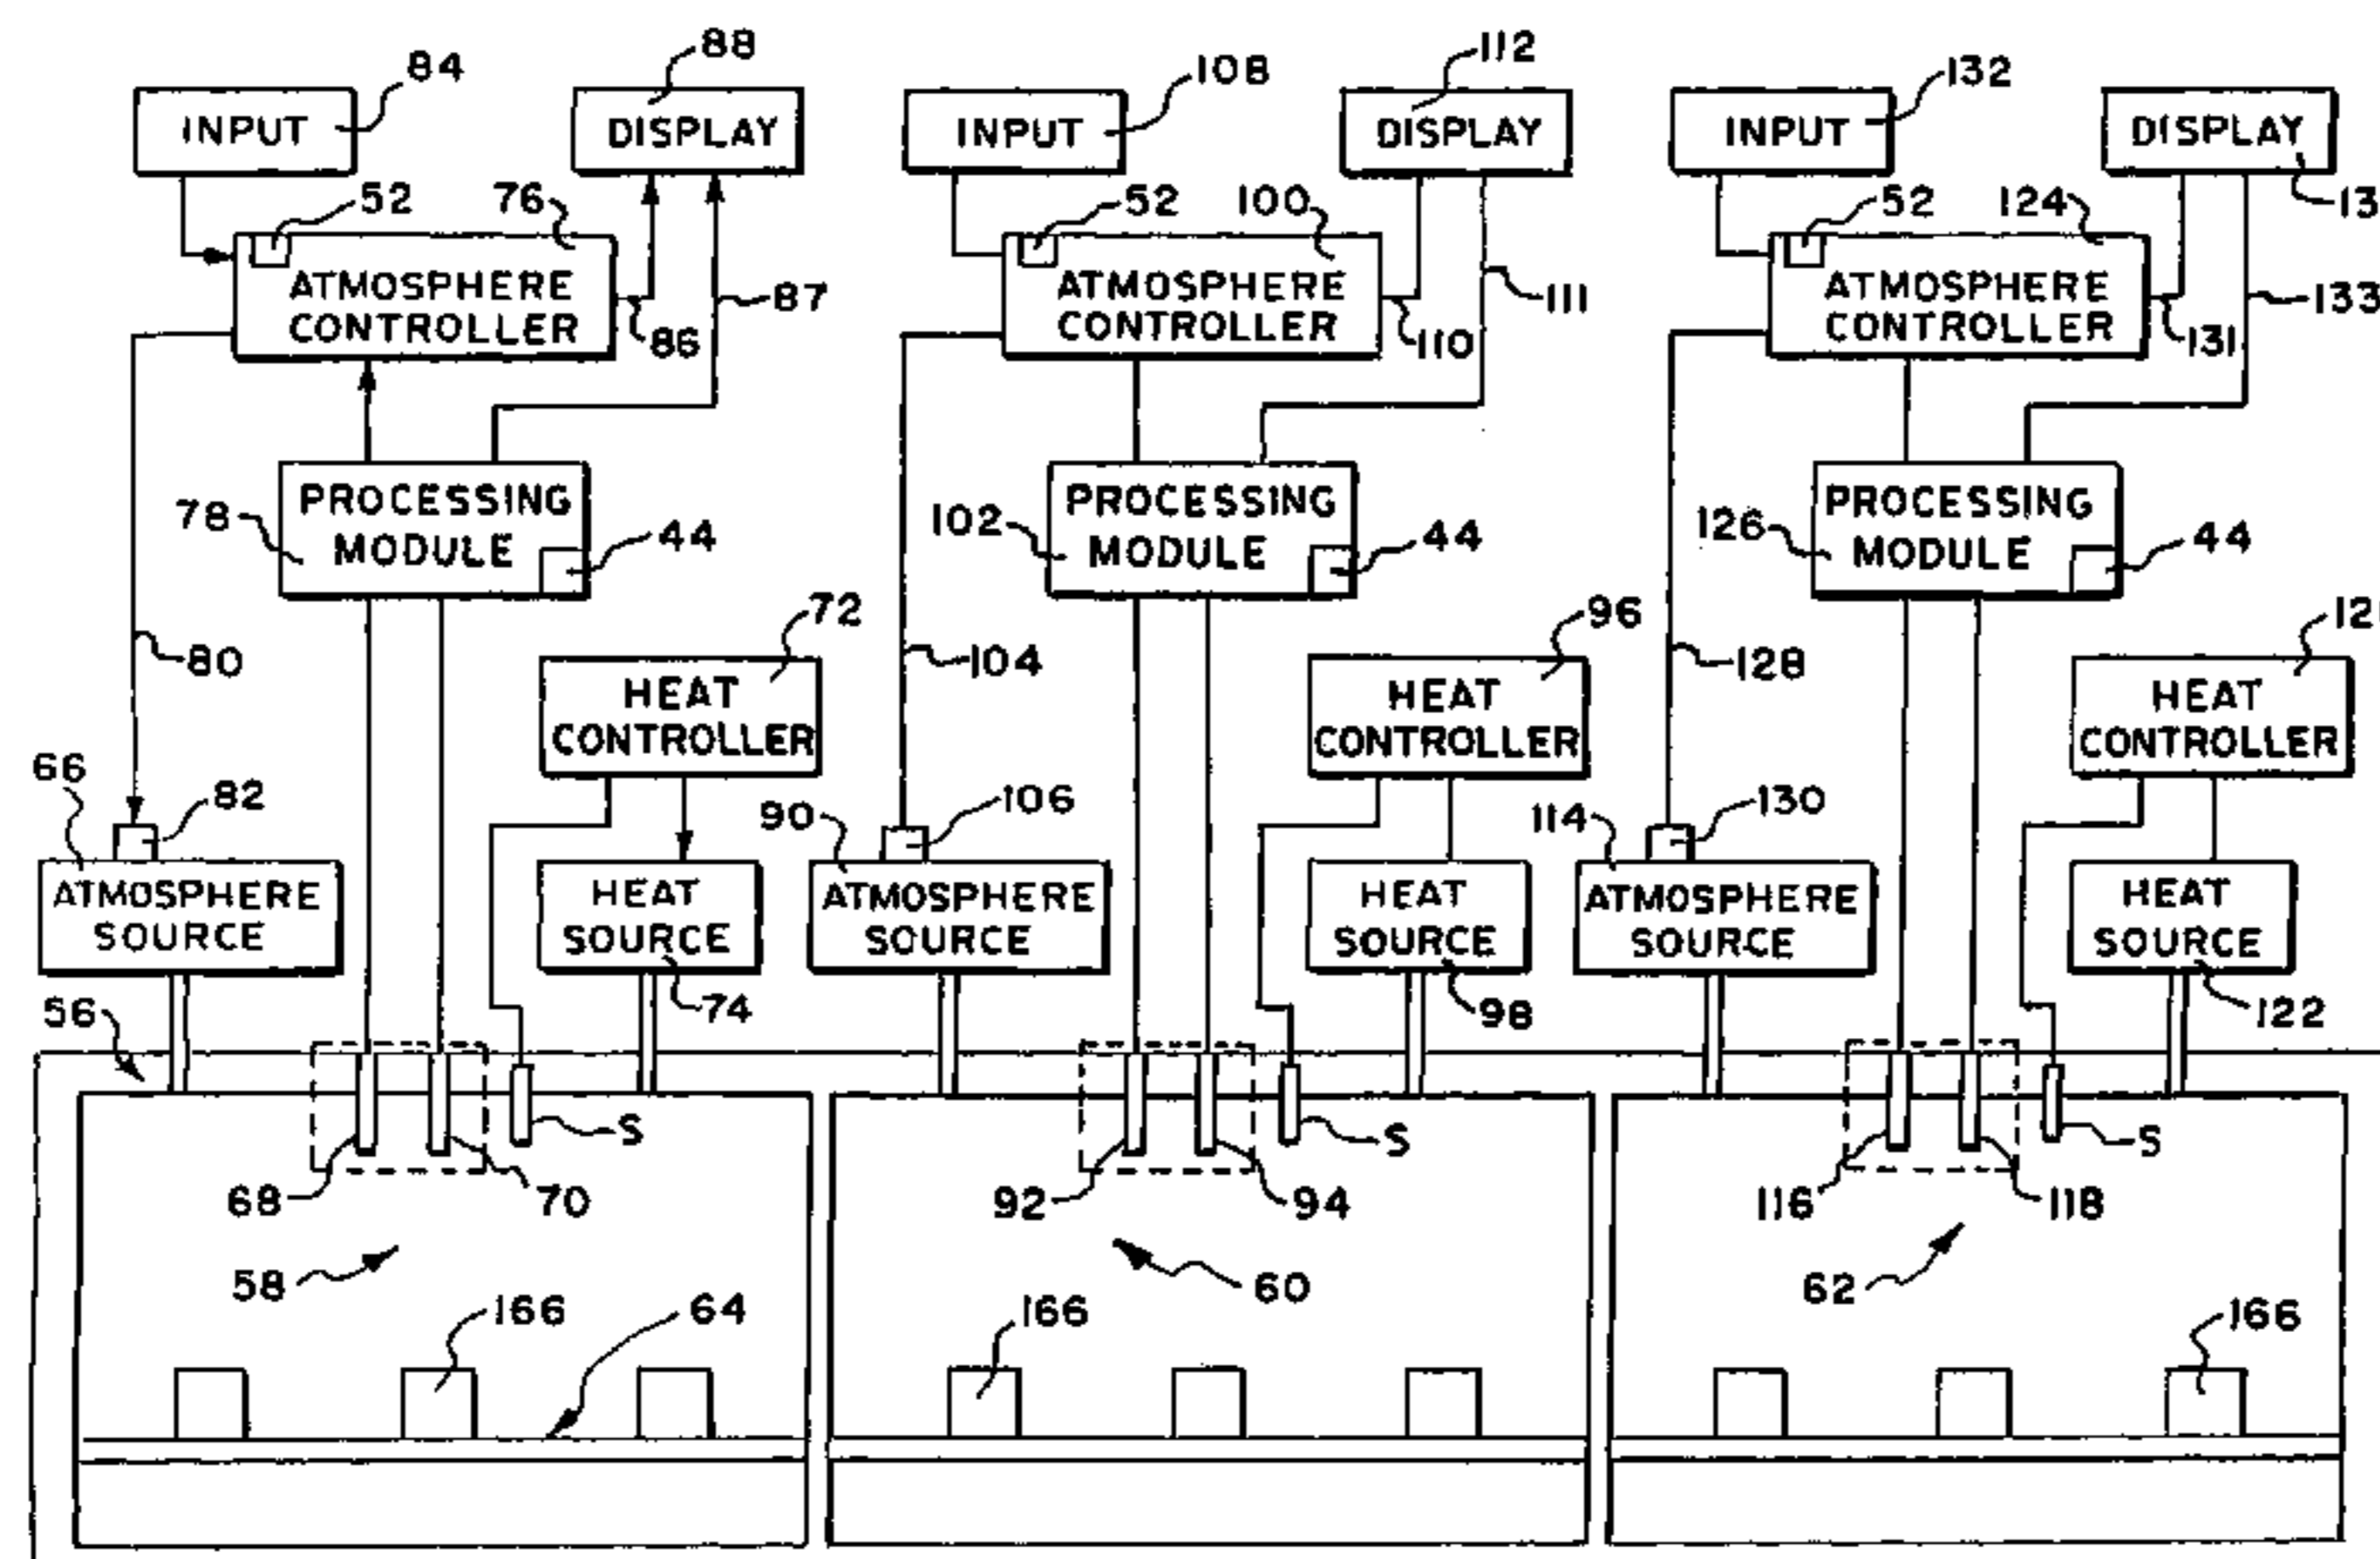 88
112
84
108
132
INPUT
DISPLAY
INPUT
DISPLAY
INPUT
DISPLAY
52
76
52
100
52
124
13
ATMOSPHERE
CONTROLLER
87
86
ATMOSPHERE
CONTROLLER
111
110
ATMOSPHERE
CONTROLLER
133
131
78
PROCESSING
MODULE
44
102
PROCESSING
MODULE
44
126
PROCESSING
MODULE
44
80
72
104
96
128
12
HEAT
CONTROLLER
HEAT
CONTROLLER
HEAT
CONTROLLER
66
82
90
106
114
130
ATMOSPHERE
SOURCE
HEAT
SOURCE
ATMOSPHERE
SOURCE
HEAT
SOURCE
ATMOSPHERE
SOURCE
HEAT
SOURCE
56
74
98
122
S
S
S
68
70
92
94
116
118
58
60
62
166
64
166
166